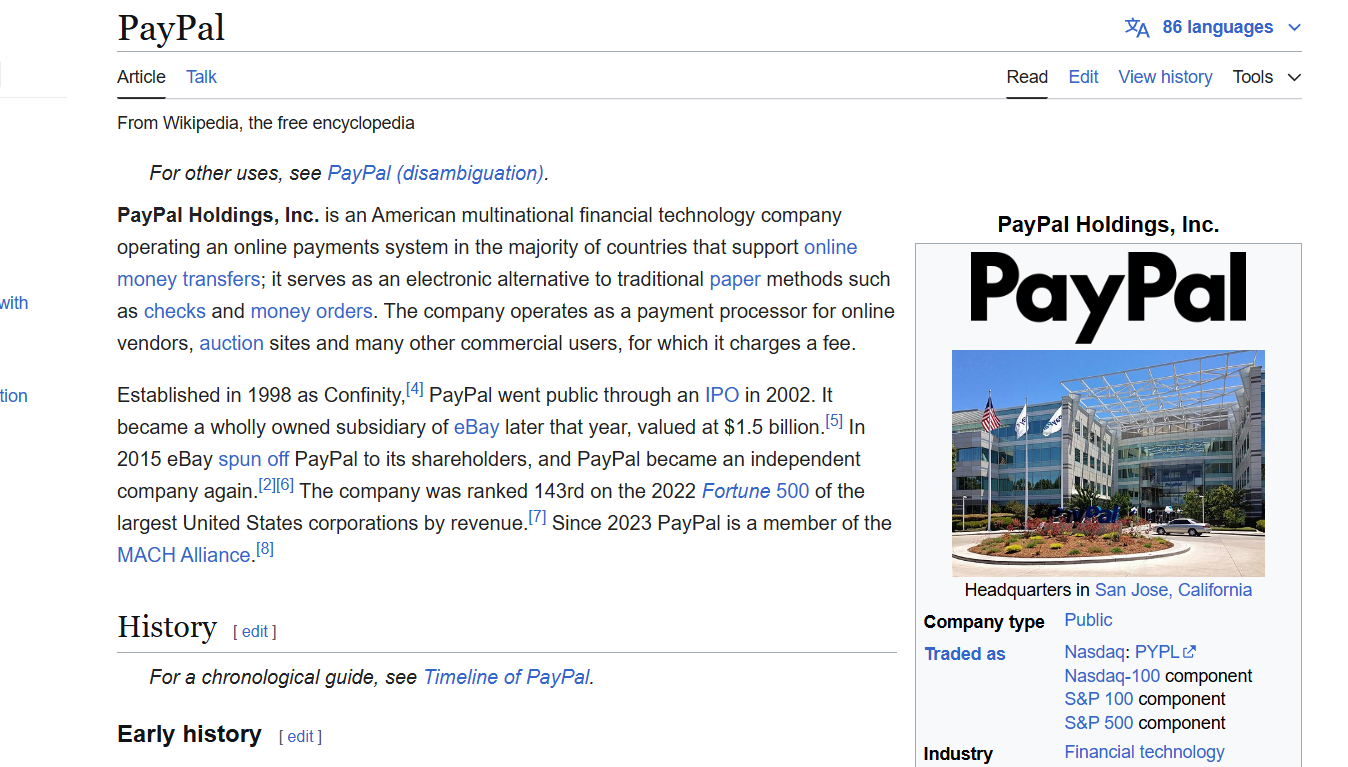 PayPal
86 languages
Article Talk
Read Edit View history Tools
From Wikipedia, the free encyclopedia
For other uses, see PayPal (disambiguation).
PayPal Holdings, Inc. is an American multinational financial technology company
operating an online payments system in the majority of countries that support online
money transfers; it serves as an electronic alternative to traditional paper methods such
as checks and money orders. The company operates as a payment processor for online
vendors, auction sites and many other commercial users, for which it charges a fee.
Established in 1998 as Confinity,[4] PayPal went public through an IPO in 2002. It
became a wholly owned subsidiary of eBay later that year, valued at $1.5 billion.[5] In
2015 eBay spun off PayPal to its shareholders, and PayPal became an independent
company again.[2][6] The company was ranked 143rd on the 2022 Fortune 500 of the
largest United States corporations by revenue.[7] Since 2023 PayPal is a member of the
MACH Alliance.[8]
History [ edit ]
For a chronological guide, see Timeline of PayPal.
Early history [ edit ]
with
tion
PayPal Holdings, Inc.
PayPal
PayPal
Headquarters in San Jose, California
Company type Public
Traded as Nasdaq: PYPL
Nasdaq-100 component
S&P 100 component
S&P 500 component
Industry Financial technology